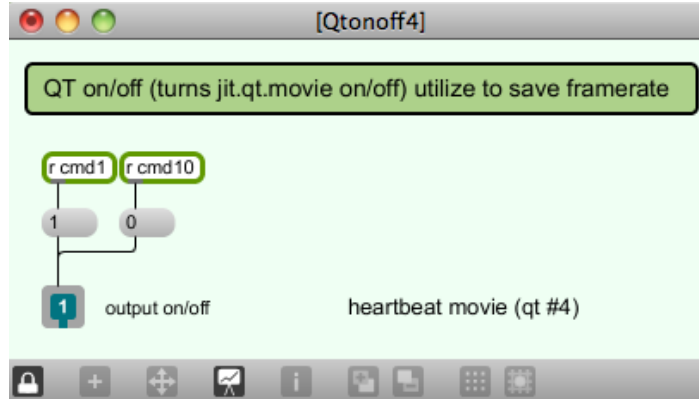 [Qtonoff4]
QT on/off (turns jit.qt.movie on/off) utilize to save framerate
r cmd1 r cmd10
1 0
1 output on/off heartbeat movie (qt #4)